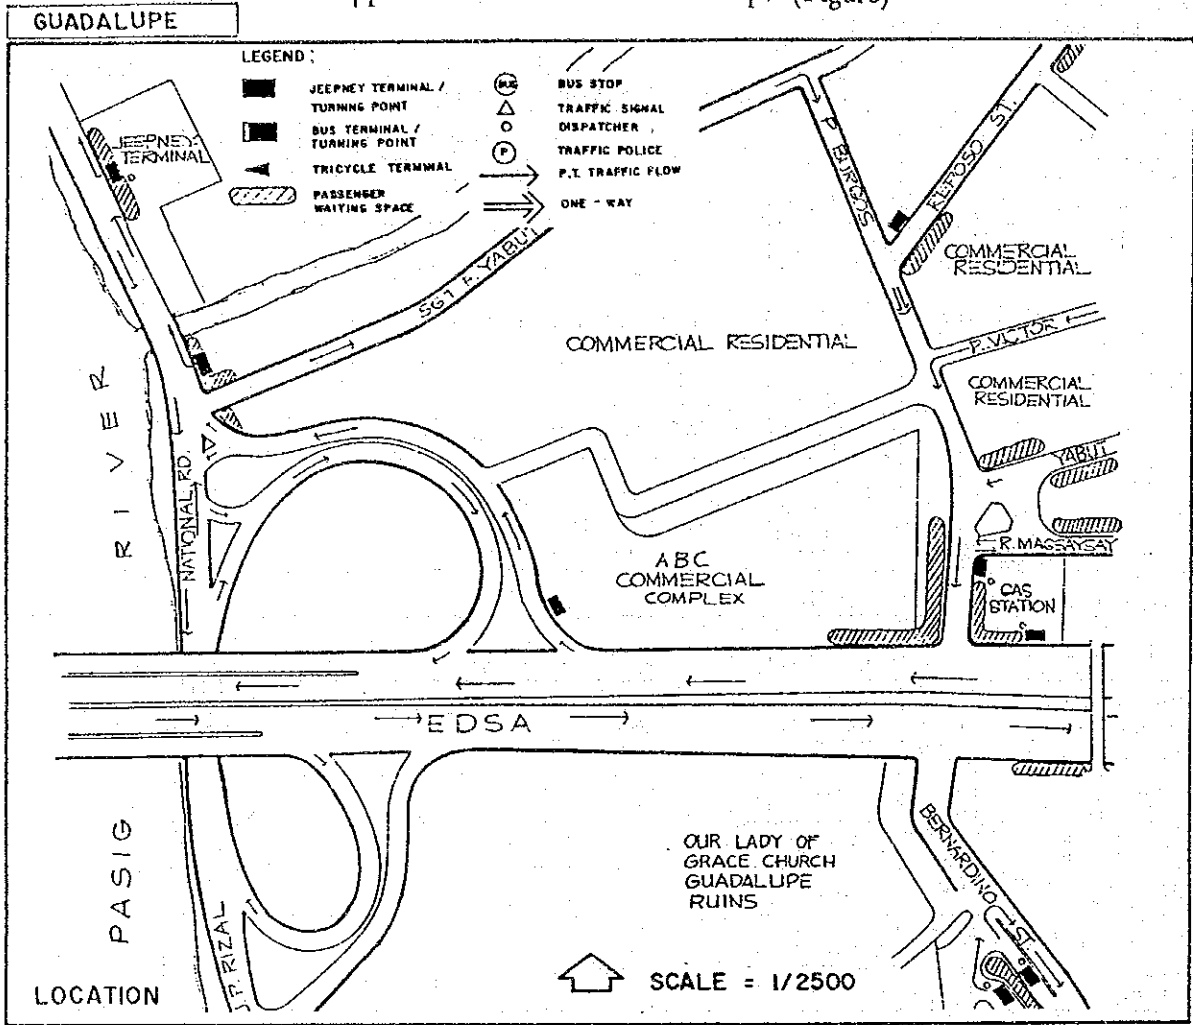 GUADALUPE
LEGEND:
JEEPNEY TERMINAL /
TURNING POINT
BUS TERMINAL /
TURNING POINT
TRICYCLE TERMINAL
PASSENGER
WAITING SPACE
BUS
BUS STOP
TRAFFIC SIGNAL
DISPATCHER
P
TRAFFIC POLICE
P.T. TRAFFIC FLOW
ONE - WAY
JEEPNEY
TERMINAL
P. BURGOS
ST.
SGT F. YABUT
COMMERCIAL
RESIDENTIAL
COMMERCIAL RESIDENTIAL
P. VICTOR
COMMERCIAL
RESIDENTIAL
YABUT
R. MAGSAYSAY
GAS
STATION
ABC
COMMERCIAL
COMPLEX
RIVER
NATIONAL RD.
EDSA
PASIG
J.P. RIZAL
OUR LADY OF
GRACE CHURCH
GUADALUPE
RUINS
BERNARDINO ST.
LOCATION
SCALE = 1/2500